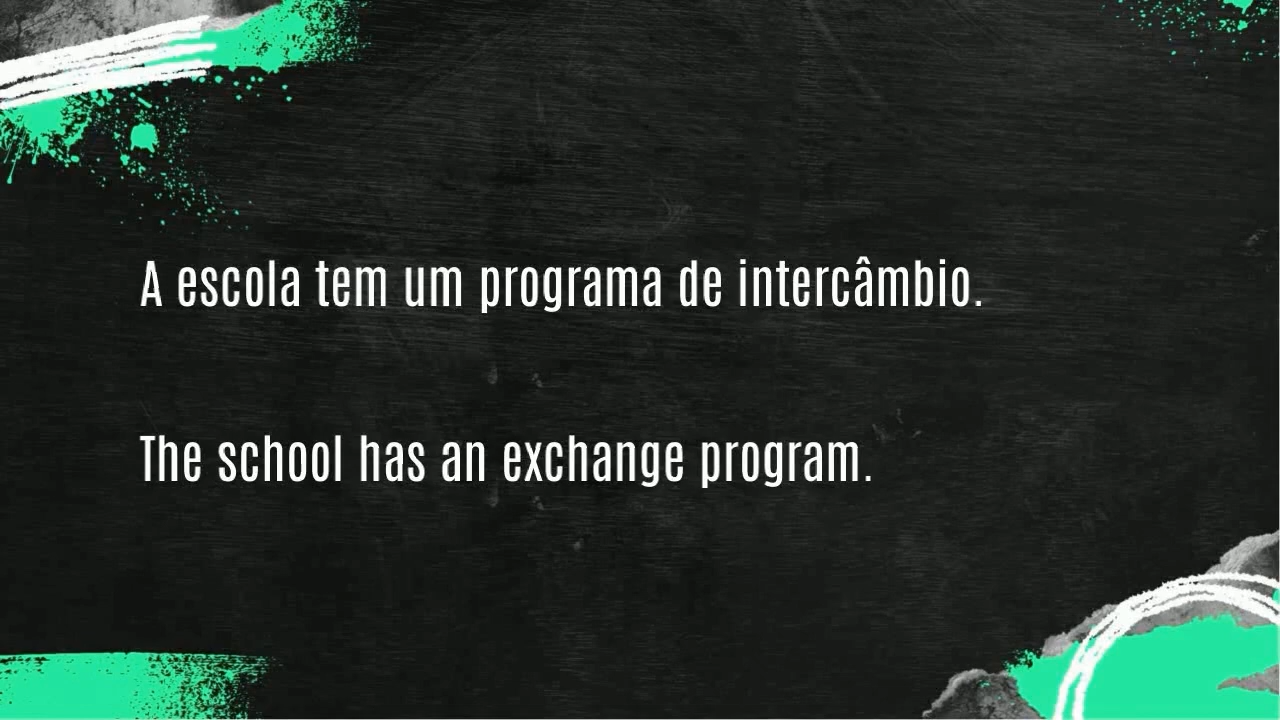 A escola tem um programa de intercâmbio.
The school has an exchange program.